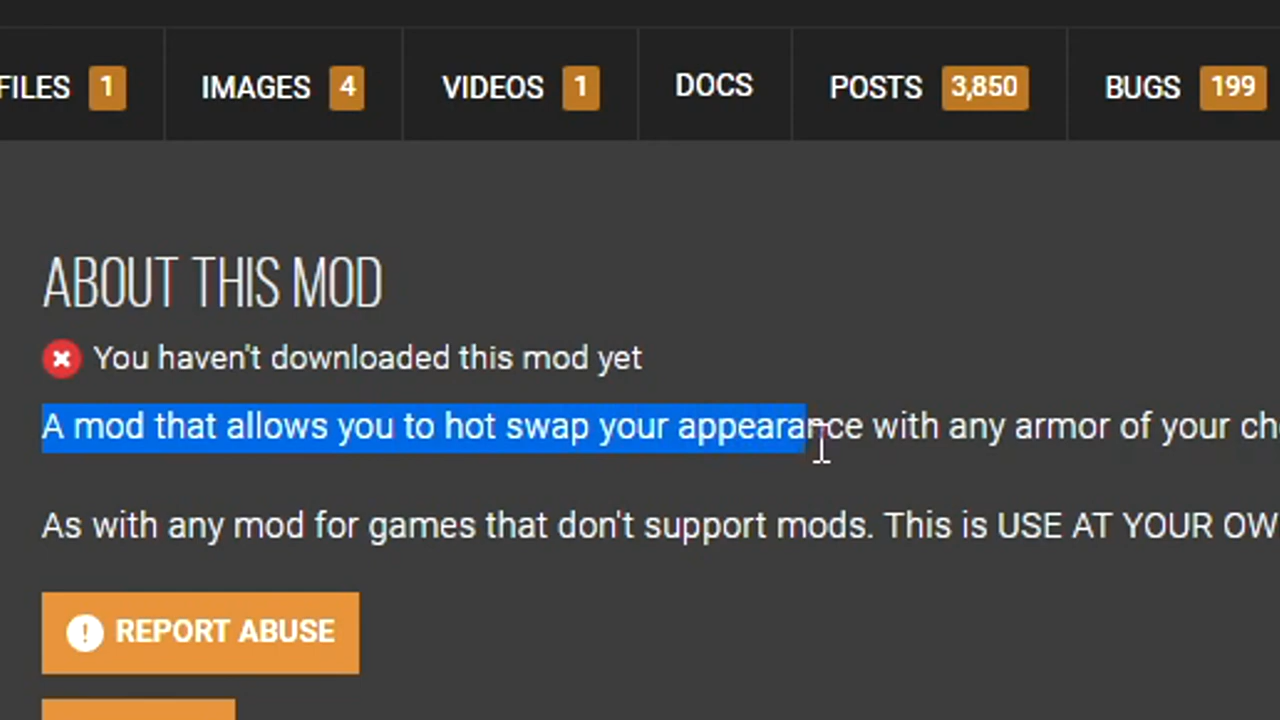 FILES 1 IMAGES 4 VIDEOS 1 DOCS POSTS 3,850 BUGS 199
ABOUT THIS MOD
You haven't downloaded this mod yet
A mod that allows you to hot swap your appearance with any armor of your
As with any mod for games that don't support mods. This is USE AT YOUR
REPORT ABUSE